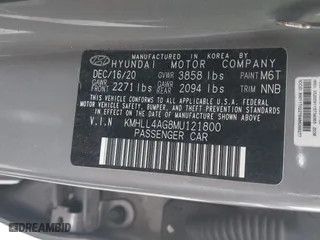 MANUFACTURED IN KOREA BY
HYUNDAI MOTOR COMPANY
DEC/16/20 GVWR 3858 lbs PAINT M6T
GAWR FRONT 2271 lbs GAWR REAR 2094 lbs TRIM NNB
THIS VEHICLE CONFORMS TO ALL APPLICABLE U.S. FEDERAL
MOTOR VEHICLE SAFETY, BUMPER, AND THEFT PREVENTION
STANDARDS IN EFFECT ON THE DATE OF MANUFACTURE
SHOWN ABOVE.
V.I.N KMHLL4AG8MU121800
PASSENGER CAR